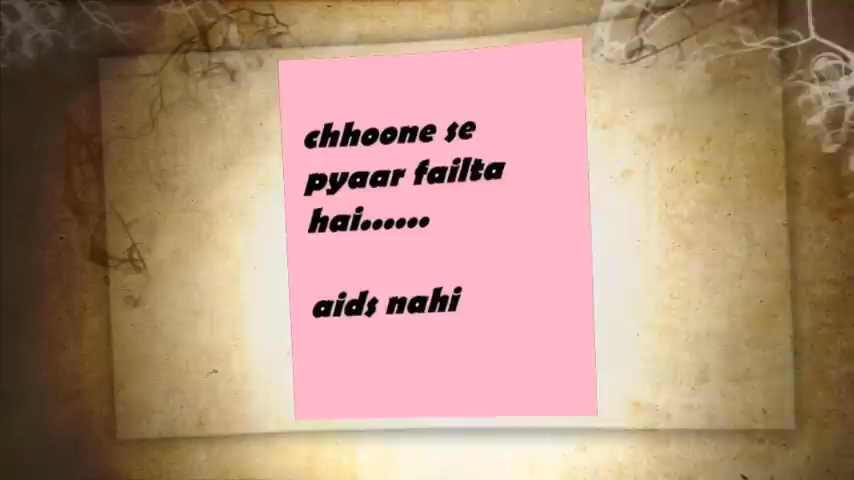 chhoone se
pyaar failta
hai......
aids nahi